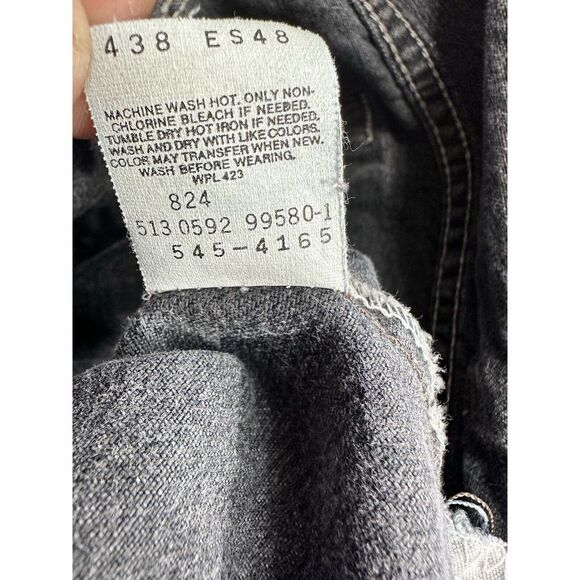 438 ES48
MACHINE WASH HOT. ONLY NON-
CHLORINE BLEACH IF NEEDED.
TUMBLE DRY HOT IRON IF NEEDED.
WASH AND DRY WITH LIKE COLORS.
COLOR MAY TRANSFER WHEN NEW.
WASH BEFORE WEARING.
WPL423
824
513 0592 99580-1
545-4165